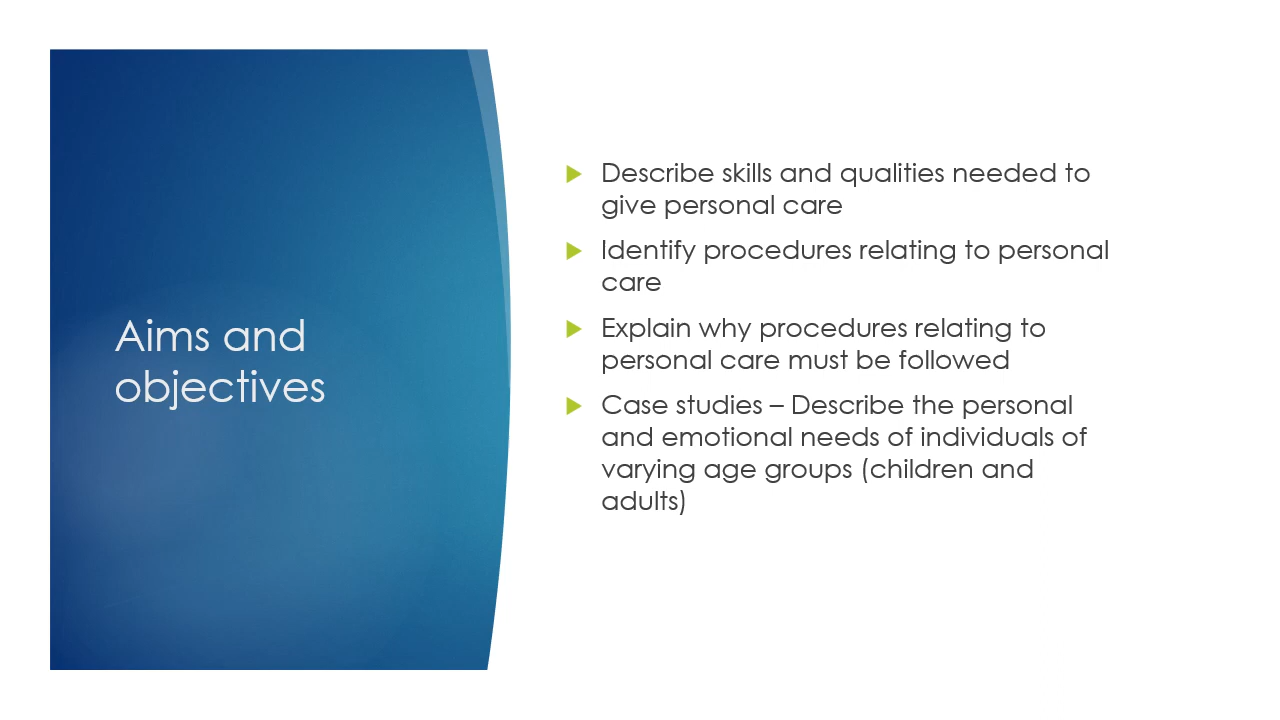 Aims and
objectives
Describe skills and qualities needed to
give personal care
Identify procedures relating to personal
care
Explain why procedures relating to
personal care must be followed
Case studies – Describe the personal
and emotional needs of individuals of
varying age groups (children and
adults)